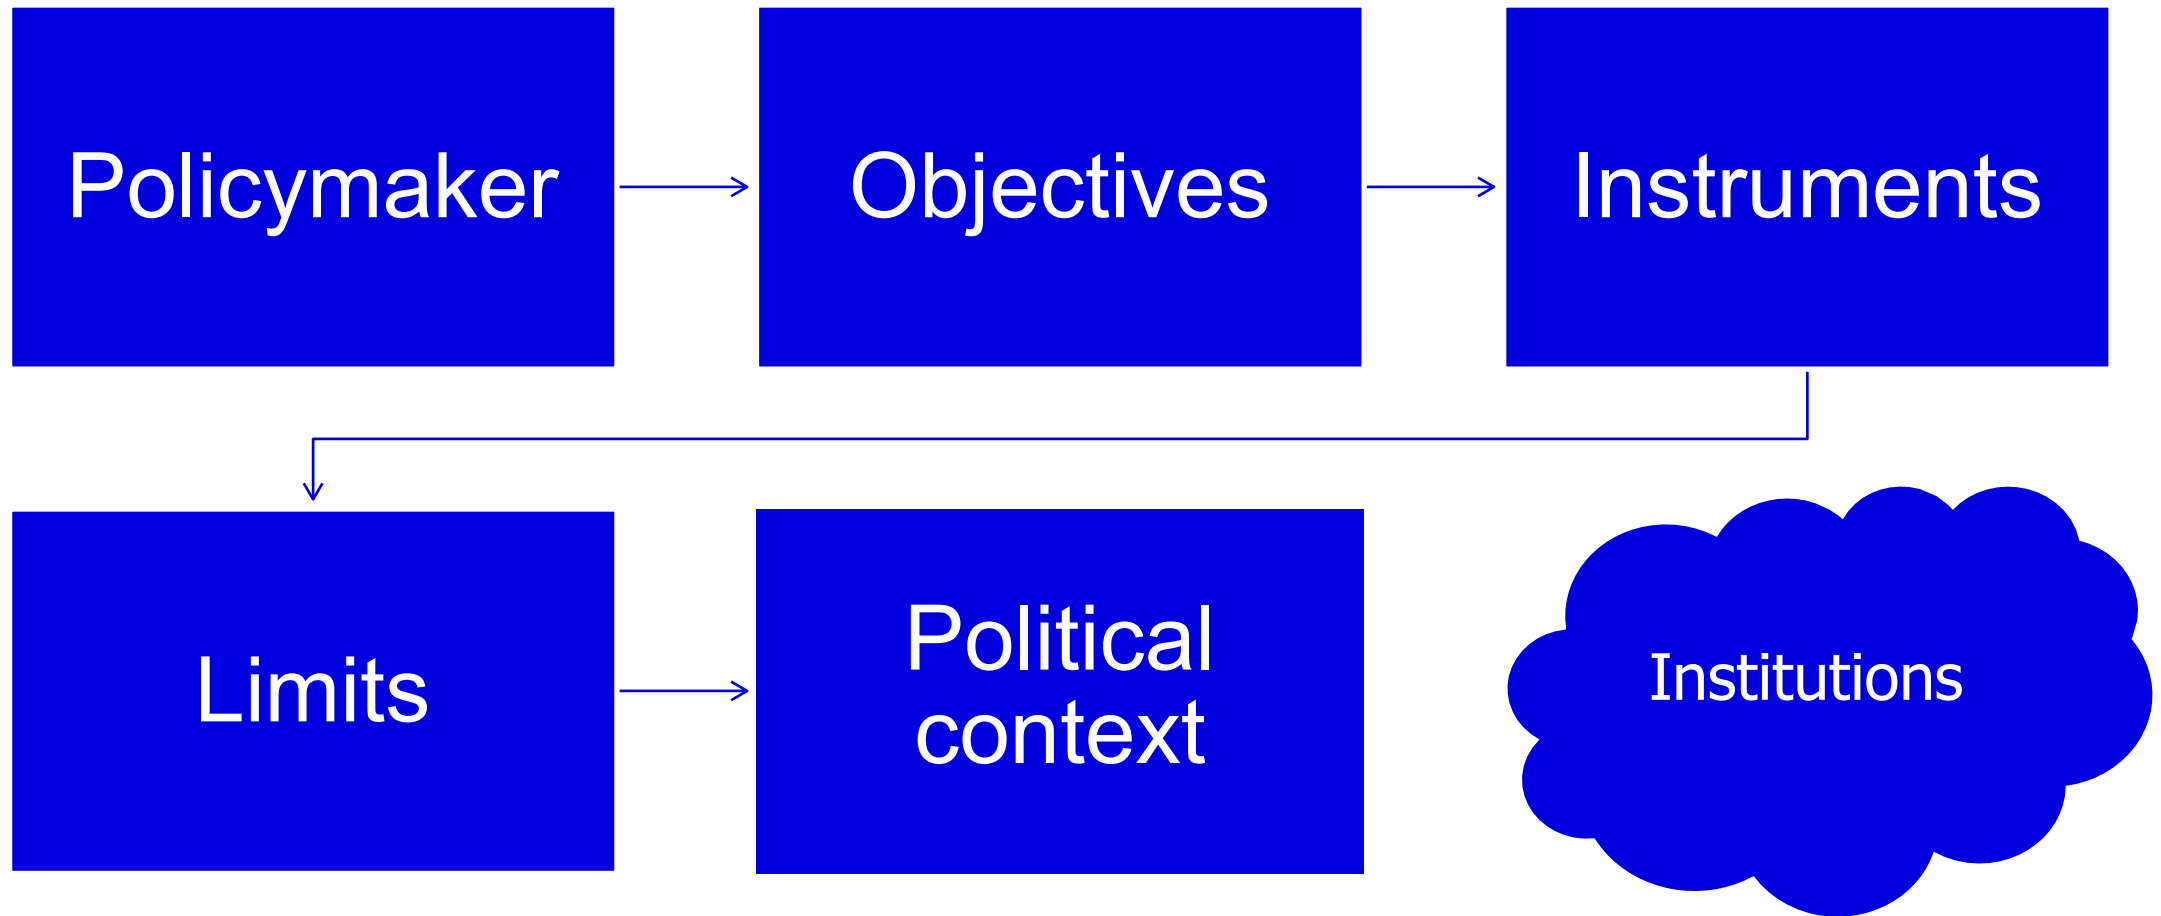 Policymaker
Objectives
Instruments
Limits
Political
context
Institutions